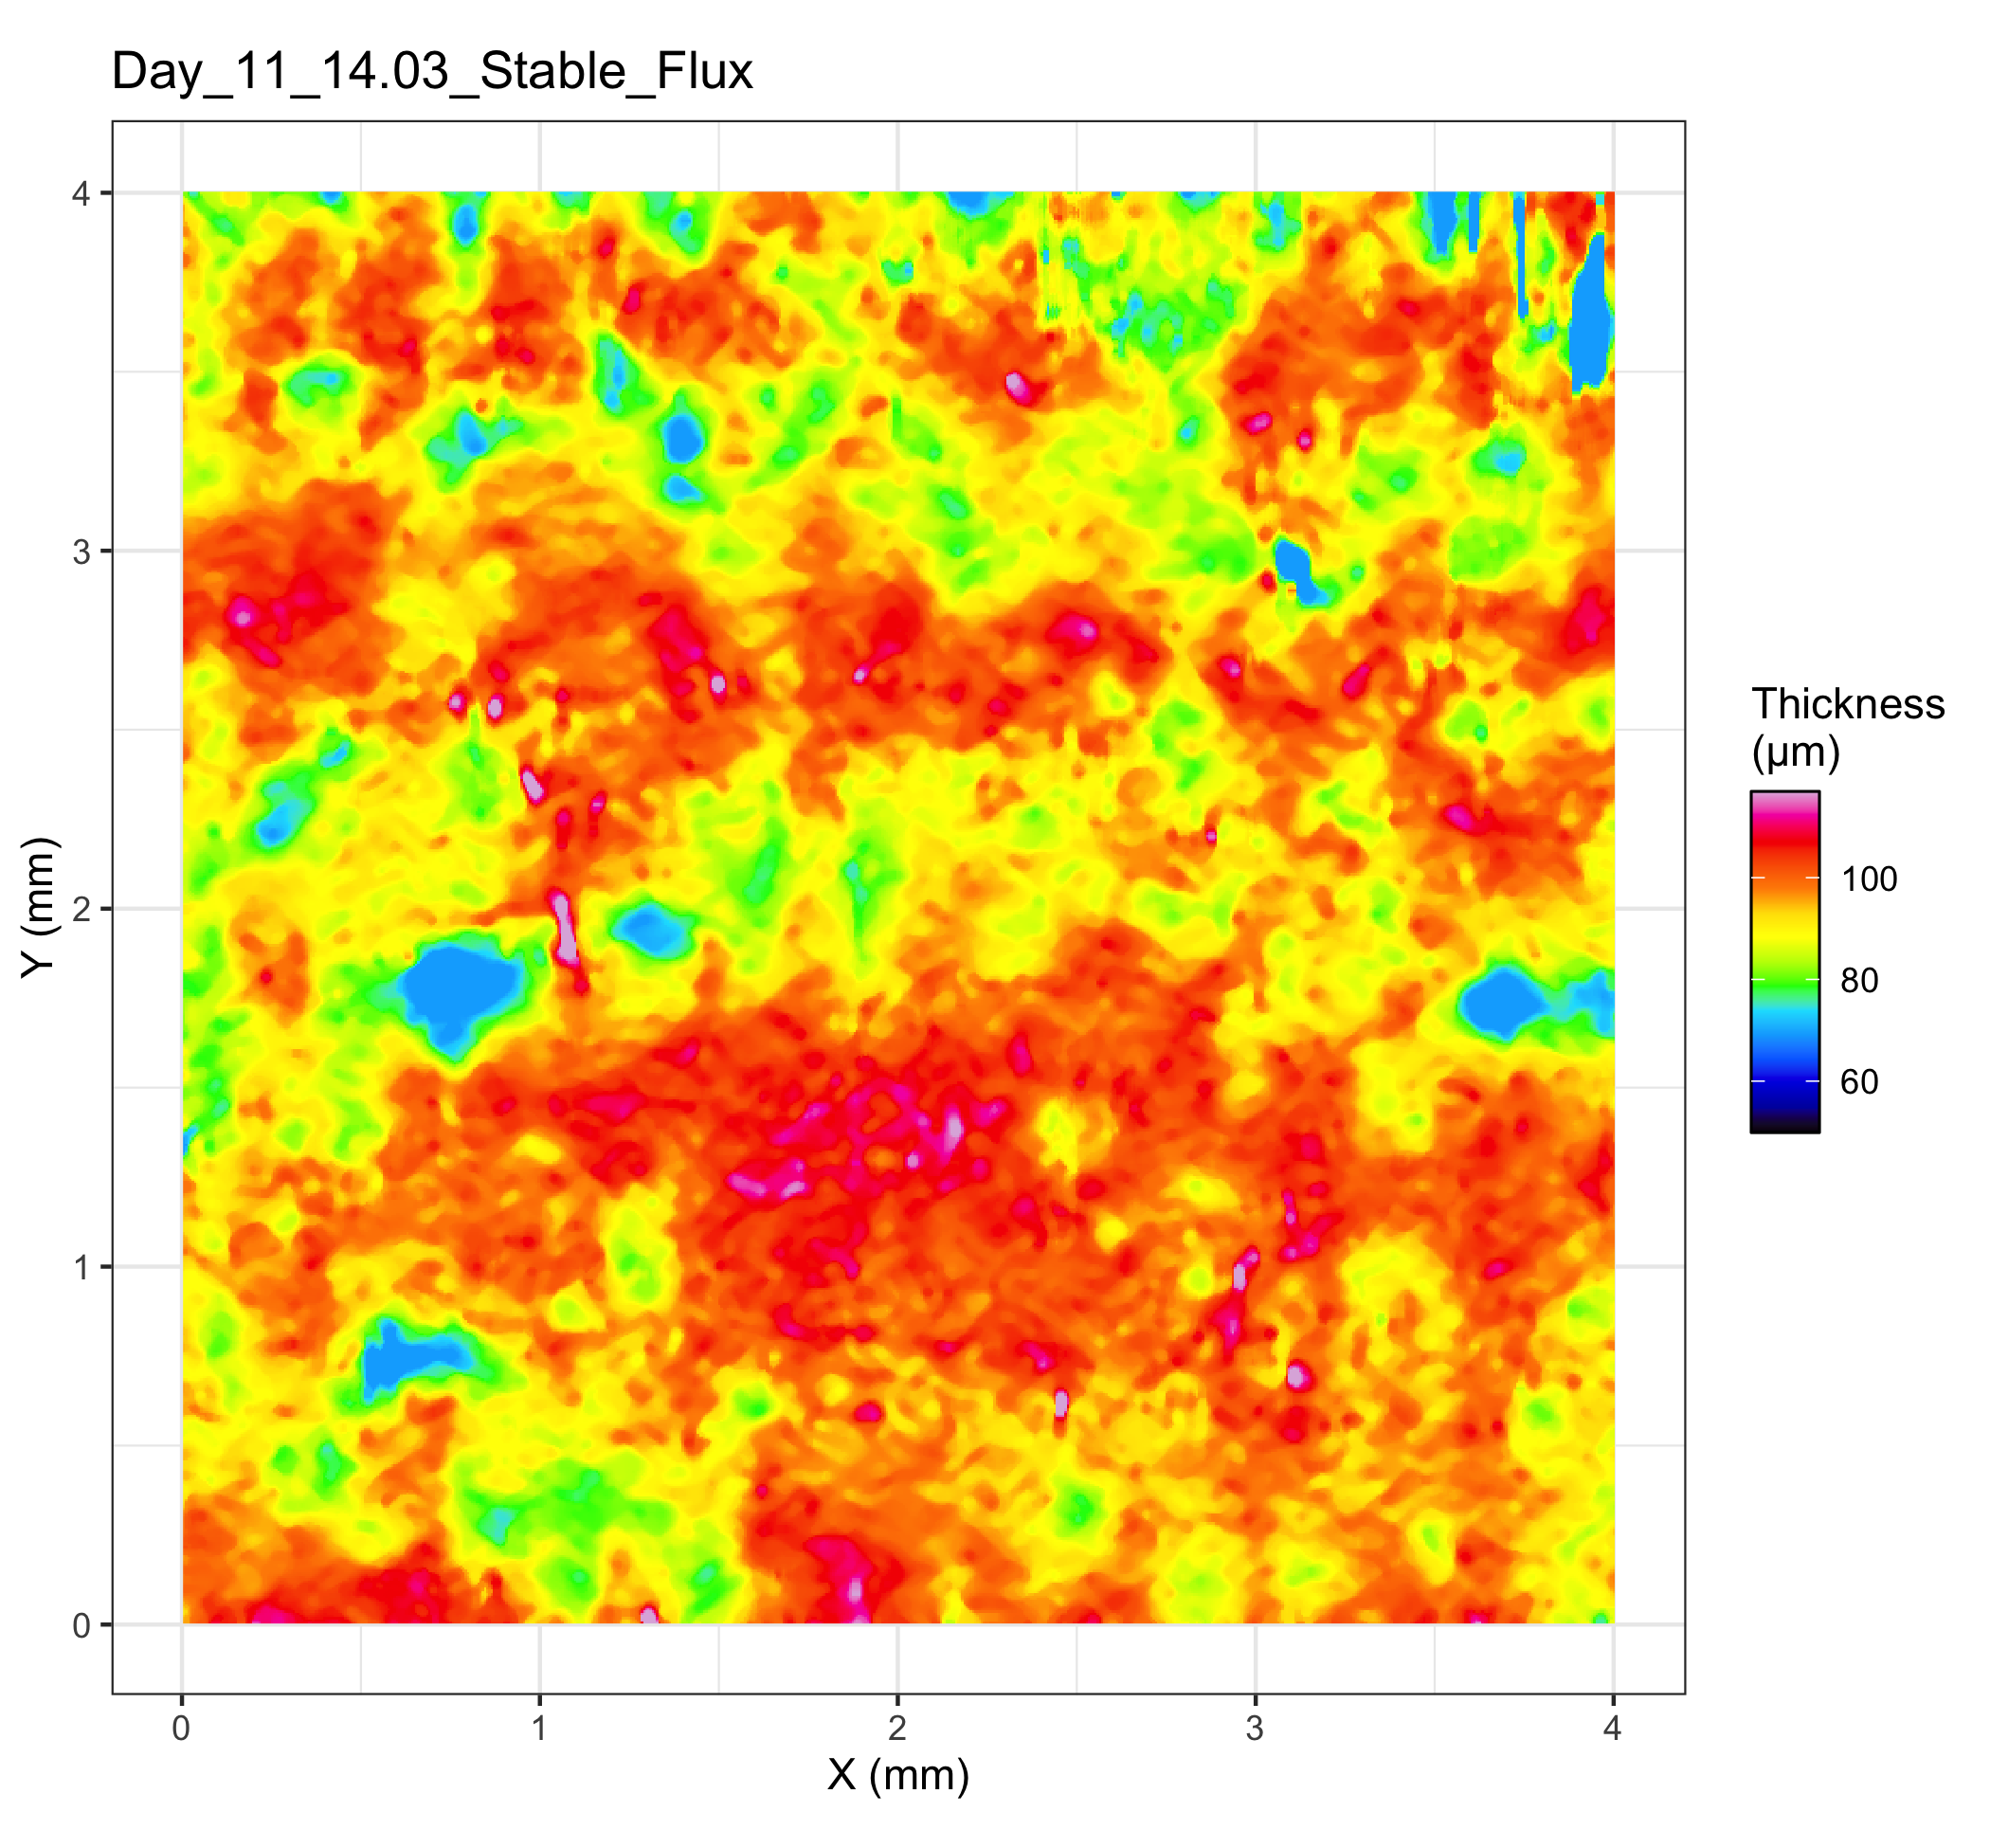 Day_11_14.03_Stable_Flux
4
3
2
1
0
Y (mm)
0 1 2 3 4
X (mm)
Thickness
(μm)
100
80
60